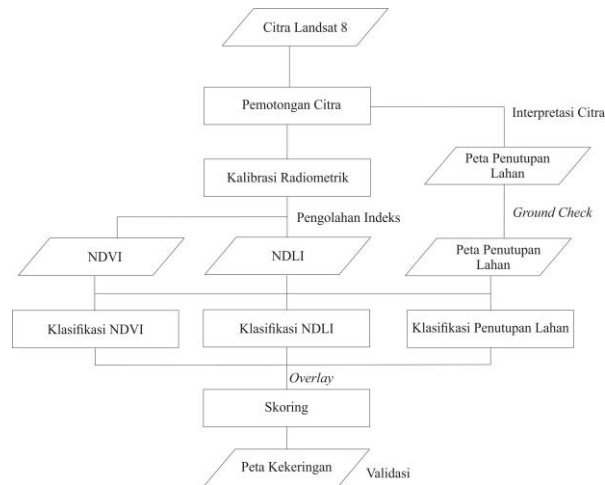 Citra Landsat 8
Pemotongan Citra
Interpretasi Citra
Peta Penutupan
Lahan
Kalibrasi Radiometrik
Ground Check
Pengolahan Indeks
NDVI
NDLI
Peta Penutupan
Lahan
Klasifikasi NDVI
Klasifikasi NDLI
Klasifikasi Penutupan Lahan
Overlay
Skoring
Peta Kekeringan
Validasi